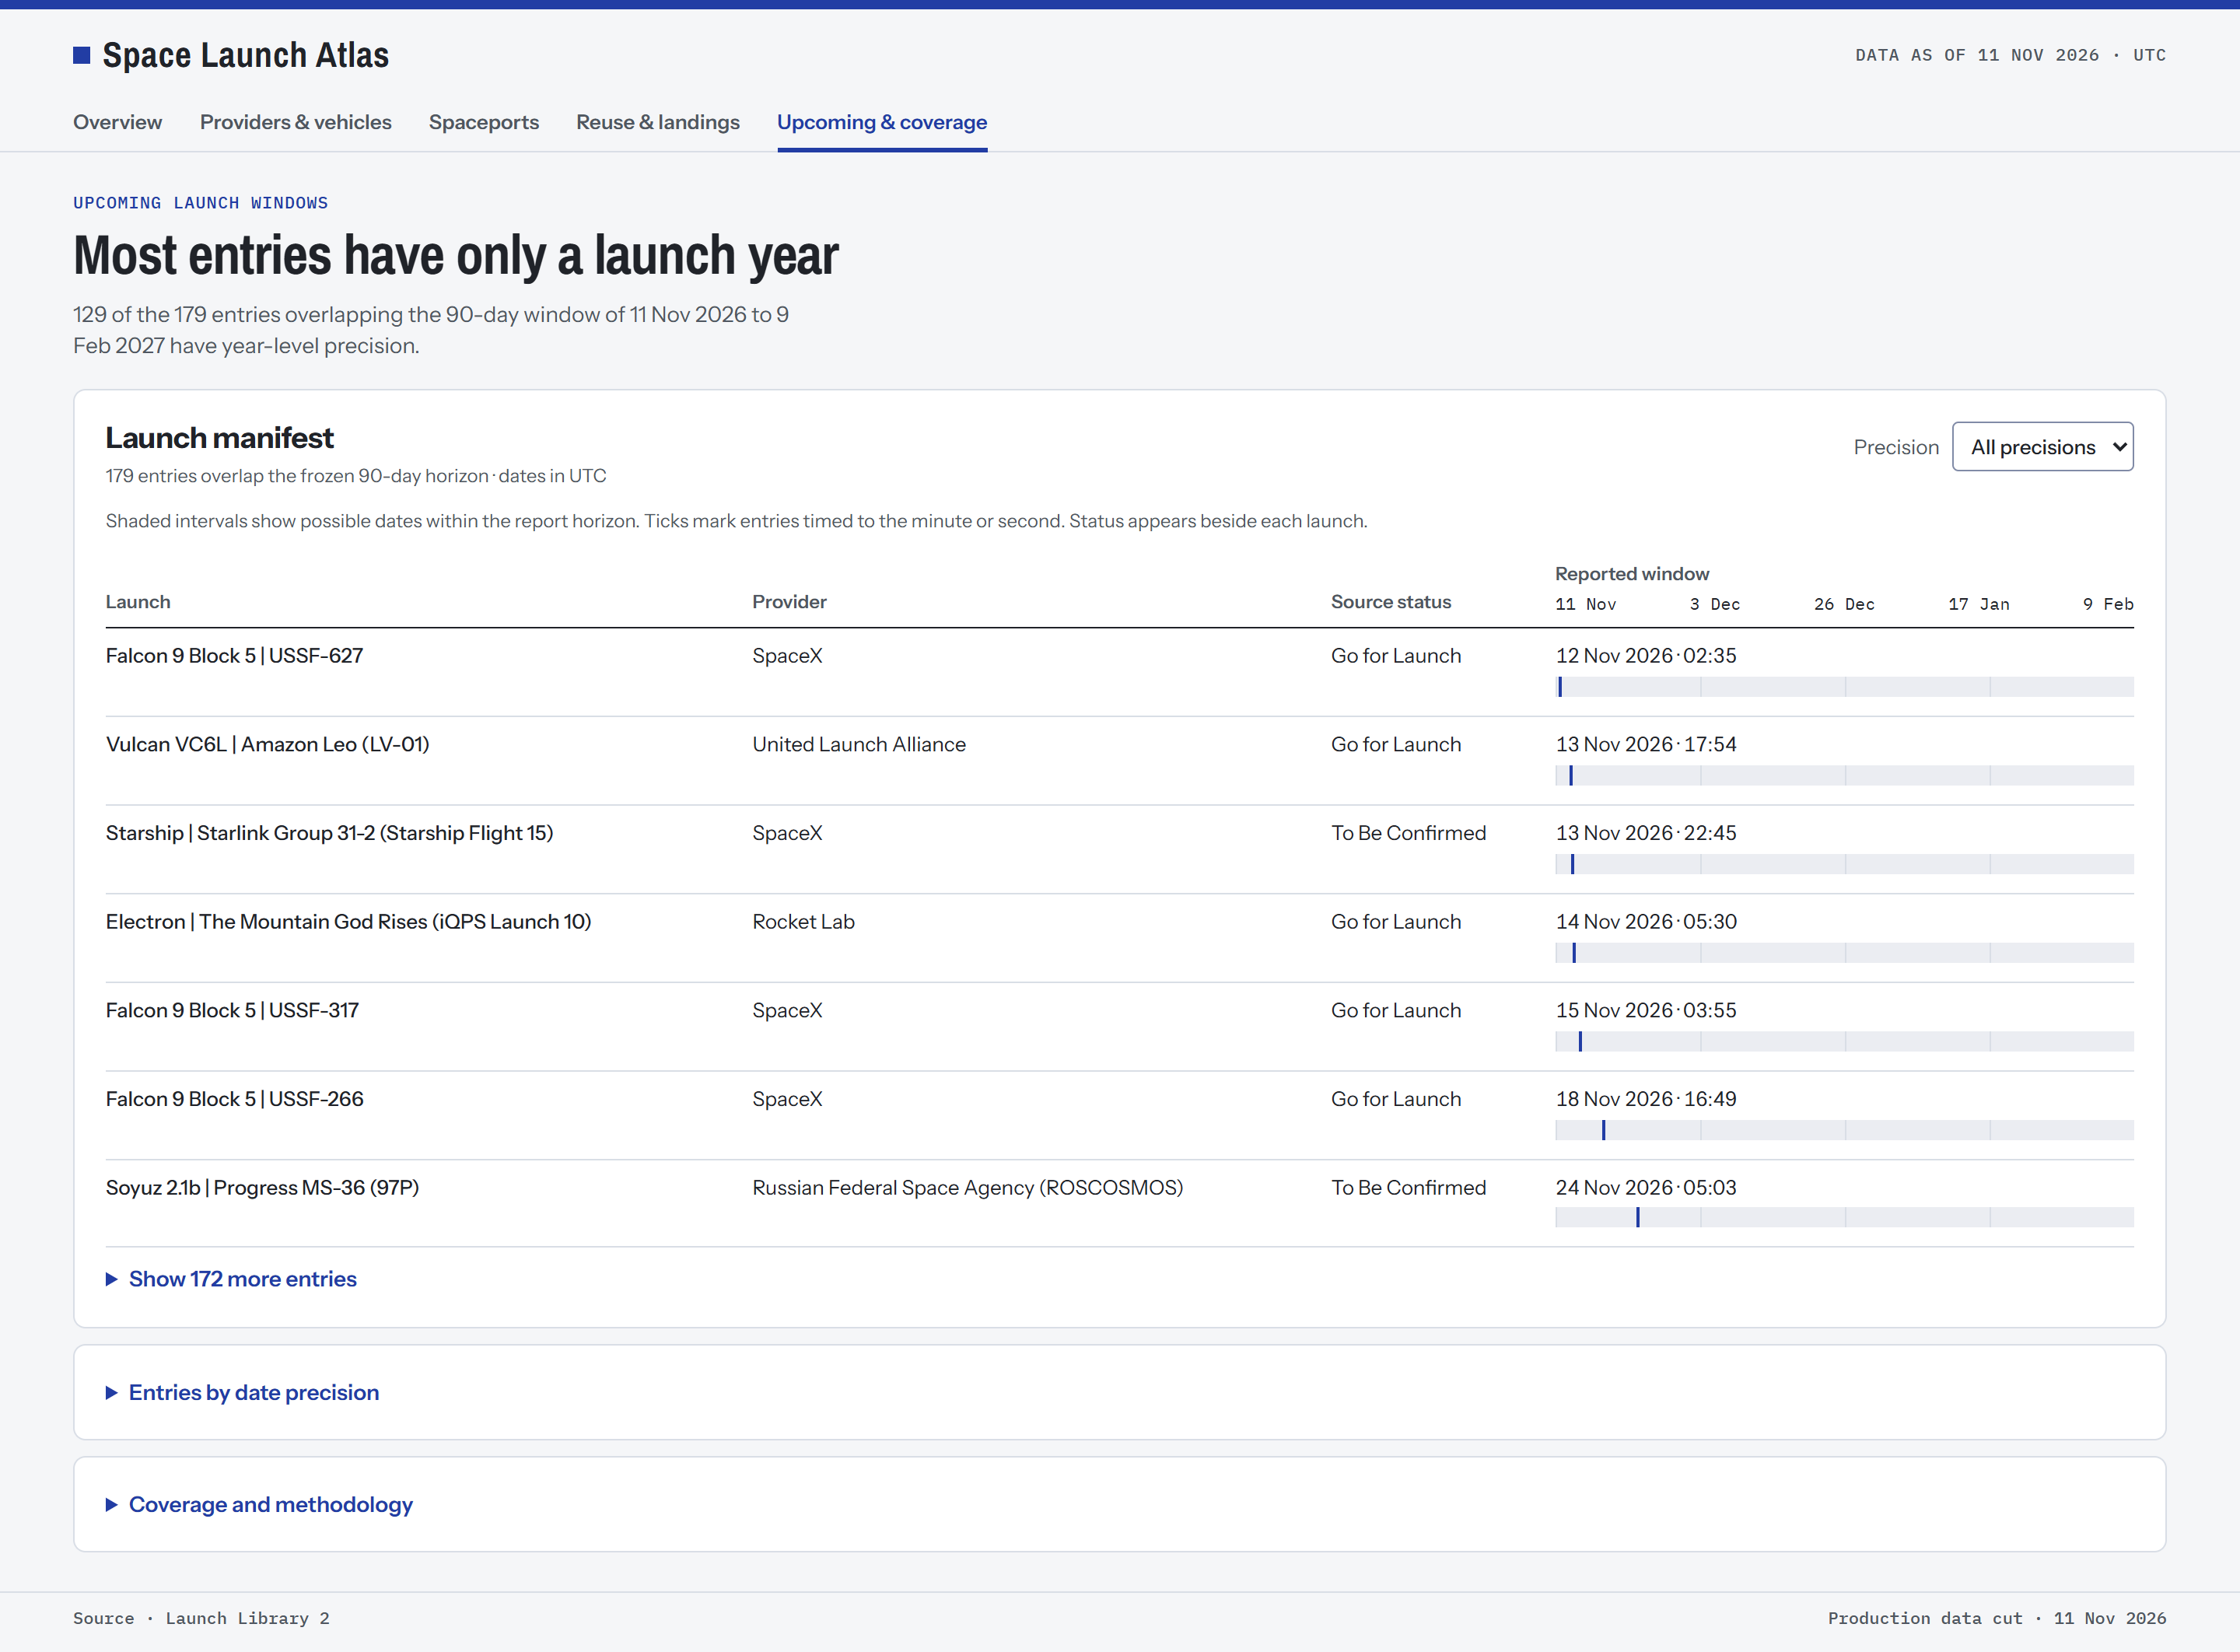 Space Launch Atlas
DATA AS OF 11 NOV 2026 · UTC
Overview Providers & vehicles Spaceports Reuse & landings Upcoming & coverage
UPCOMING LAUNCH WINDOWS
Most entries have only a launch year
129 of the 179 entries overlapping the 90-day window of 11 Nov 2026 to 9
Feb 2027 have year-level precision.
Launch manifest
179 entries overlap the frozen 90-day horizon · dates in UTC
Precision All precisions
Shaded intervals show possible dates within the report horizon. Ticks mark entries timed to the minute or second. Status appears beside each launch.
Launch Provider Source status Reported window
11 Nov 3 Dec 26 Dec 17 Jan 9 Feb
Falcon 9 Block 5 | USSF-627 SpaceX Go for Launch 12 Nov 2026 · 02:35
Vulcan VC6L | Amazon Leo (LV-01) United Launch Alliance Go for Launch 13 Nov 2026 · 17:54
Starship | Starlink Group 31-2 (Starship Flight 15) SpaceX To Be Confirmed 13 Nov 2026 · 22:45
Electron | The Mountain God Rises (iQPS Launch 10) Rocket Lab Go for Launch 14 Nov 2026 · 05:30
Falcon 9 Block 5 | USSF-317 SpaceX Go for Launch 15 Nov 2026 · 03:55
Falcon 9 Block 5 | USSF-266 SpaceX Go for Launch 18 Nov 2026 · 16:49
Soyuz 2.1b | Progress MS-36 (97P) Russian Federal Space Agency (ROSCOSMOS) To Be Confirmed 24 Nov 2026 · 05:03
Show 172 more entries
Entries by date precision
Coverage and methodology
Source · Launch Library 2
Production data cut · 11 Nov 2026